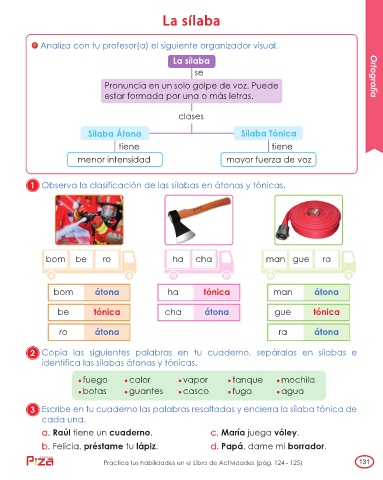 La sílaba
Analiza con tu profesor(a) el siguiente organizador visual.
Ortografía
La sílaba
se
Pronuncia en un solo golpe de voz. Puede
estar formada por una o más letras.
clases
Sílaba Átona
Sílaba Tónica
tiene
tiene
menor intensidad
mayor fuerza de voz
1 Observa la clasificación de las sílabas en átonas y tónicas.
bom be ro
ha cha
man gue ra
bom átona
ha tónica
man átona
be tónica
cha átona
gue tónica
ro átona
ra átona
2 Copia las siguientes palabras en tu cuaderno, sepáralas en sílabas e
identifica las sílabas átonas y tónicas.
• fuego • calor • vapor • tanque • mochila
• botas • guantes • casco • fuga • agua
3 Escribe en tu cuaderno las palabras resaltadas y encierra la sílaba tónica de
cada una.
a. Raúl tiene un cuaderno.
c. María juega vóley.
b. Felicia, préstame tu lápiz.
d. Papá, dame mi borrador.
Piza
Practica tus habilidades en el Libro de Actividades (pág. 124 - 125)
131